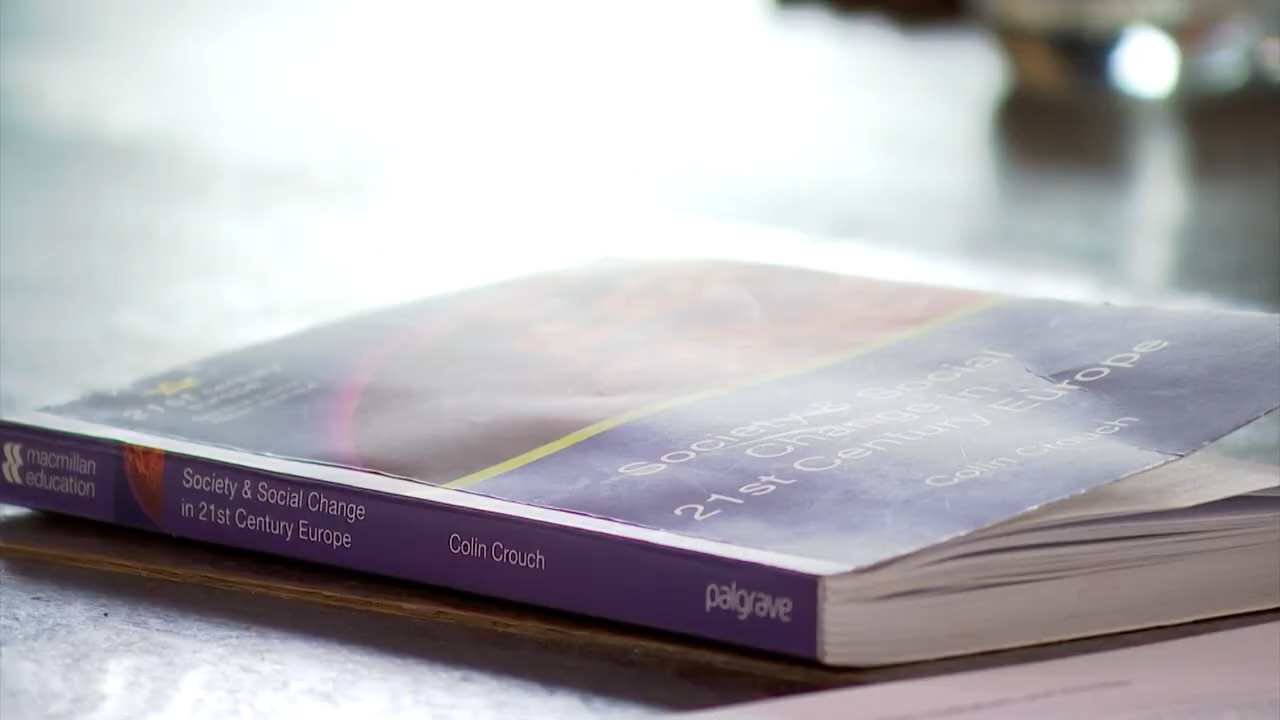 Society & Social
Change in
21st Century Europe
Colin Crouch
macmillan
education
Society & Social Change
in 21st Century Europe
Colin Crouch
palgrave